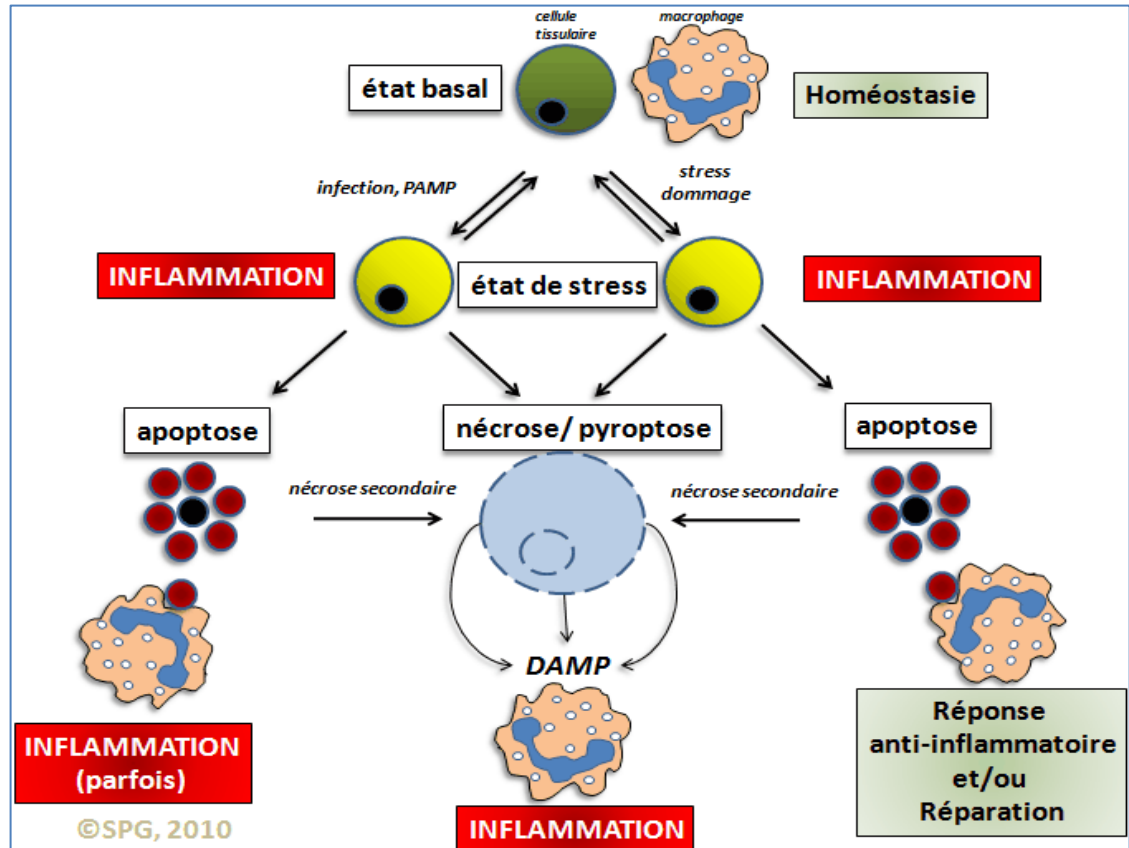 cellule
tissulaire
macrophage
état basal
Homéostasie
infection, PAMP
stress
dommage
INFLAMMATION
état de stress
INFLAMMATION
apoptose
nécrose/ pyroptose
apoptose
nécrose secondaire
nécrose secondaire
DAMP
INFLAMMATION
(parfois)
Réponse
anti-inflammatoire
et/ou
Réparation
©SPG, 2010
INFLAMMATION